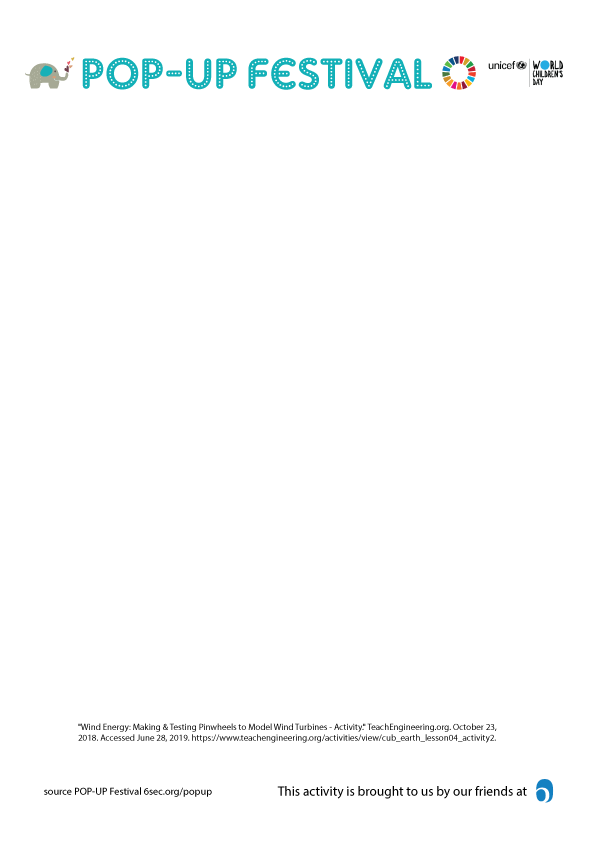 POP-UP FESTIVAL
unicef
WORLD
CHILDREN'S
DAY
"Wind Energy: Making & Testing Pinwheels to Model Wind Turbines - Activity." TeachEngineering.org. October 23,
2018. Accessed June 28, 2019. https://www.teachengineering.org/activities/view/cub_earth_lesson04_activity2.
source POP-UP Festival 6sec.org/popup
This activity is brought to us by our friends at